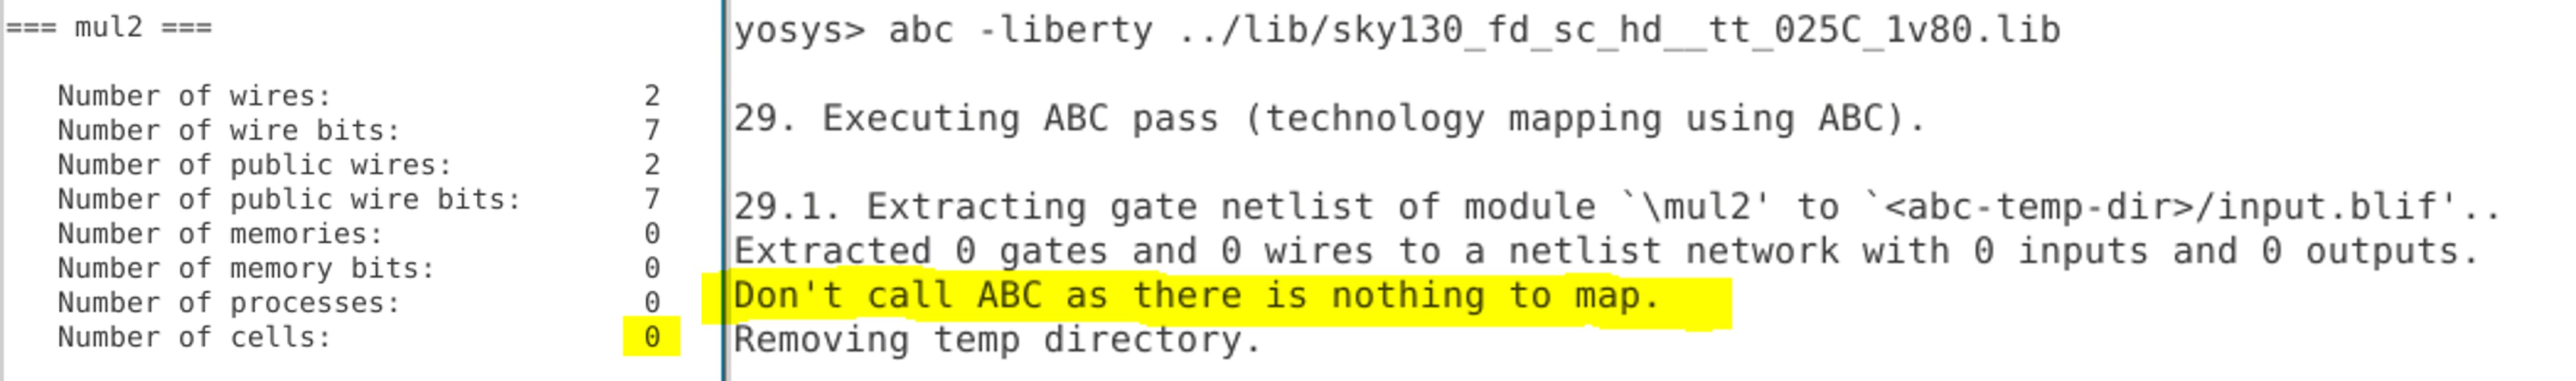 === mul2 ===
Number of wires: 2
Number of wire bits: 7
Number of public wires: 2
Number of public wire bits: 7
Number of memories: 0
Number of memory bits: 0
Number of processes: 0
Number of cells: 0
yosys> abc -liberty ../lib/sky130_fd_sc_hd__tt_025C_1v80.lib
29. Executing ABC pass (technology mapping using ABC).
29.1. Extracting gate netlist of module `\mul2' to `<abc-temp-dir>/input.blif'..
Extracted 0 gates and 0 wires to a netlist network with 0 inputs and 0 outputs.
Don't call ABC as there is nothing to map.
Removing temp directory.